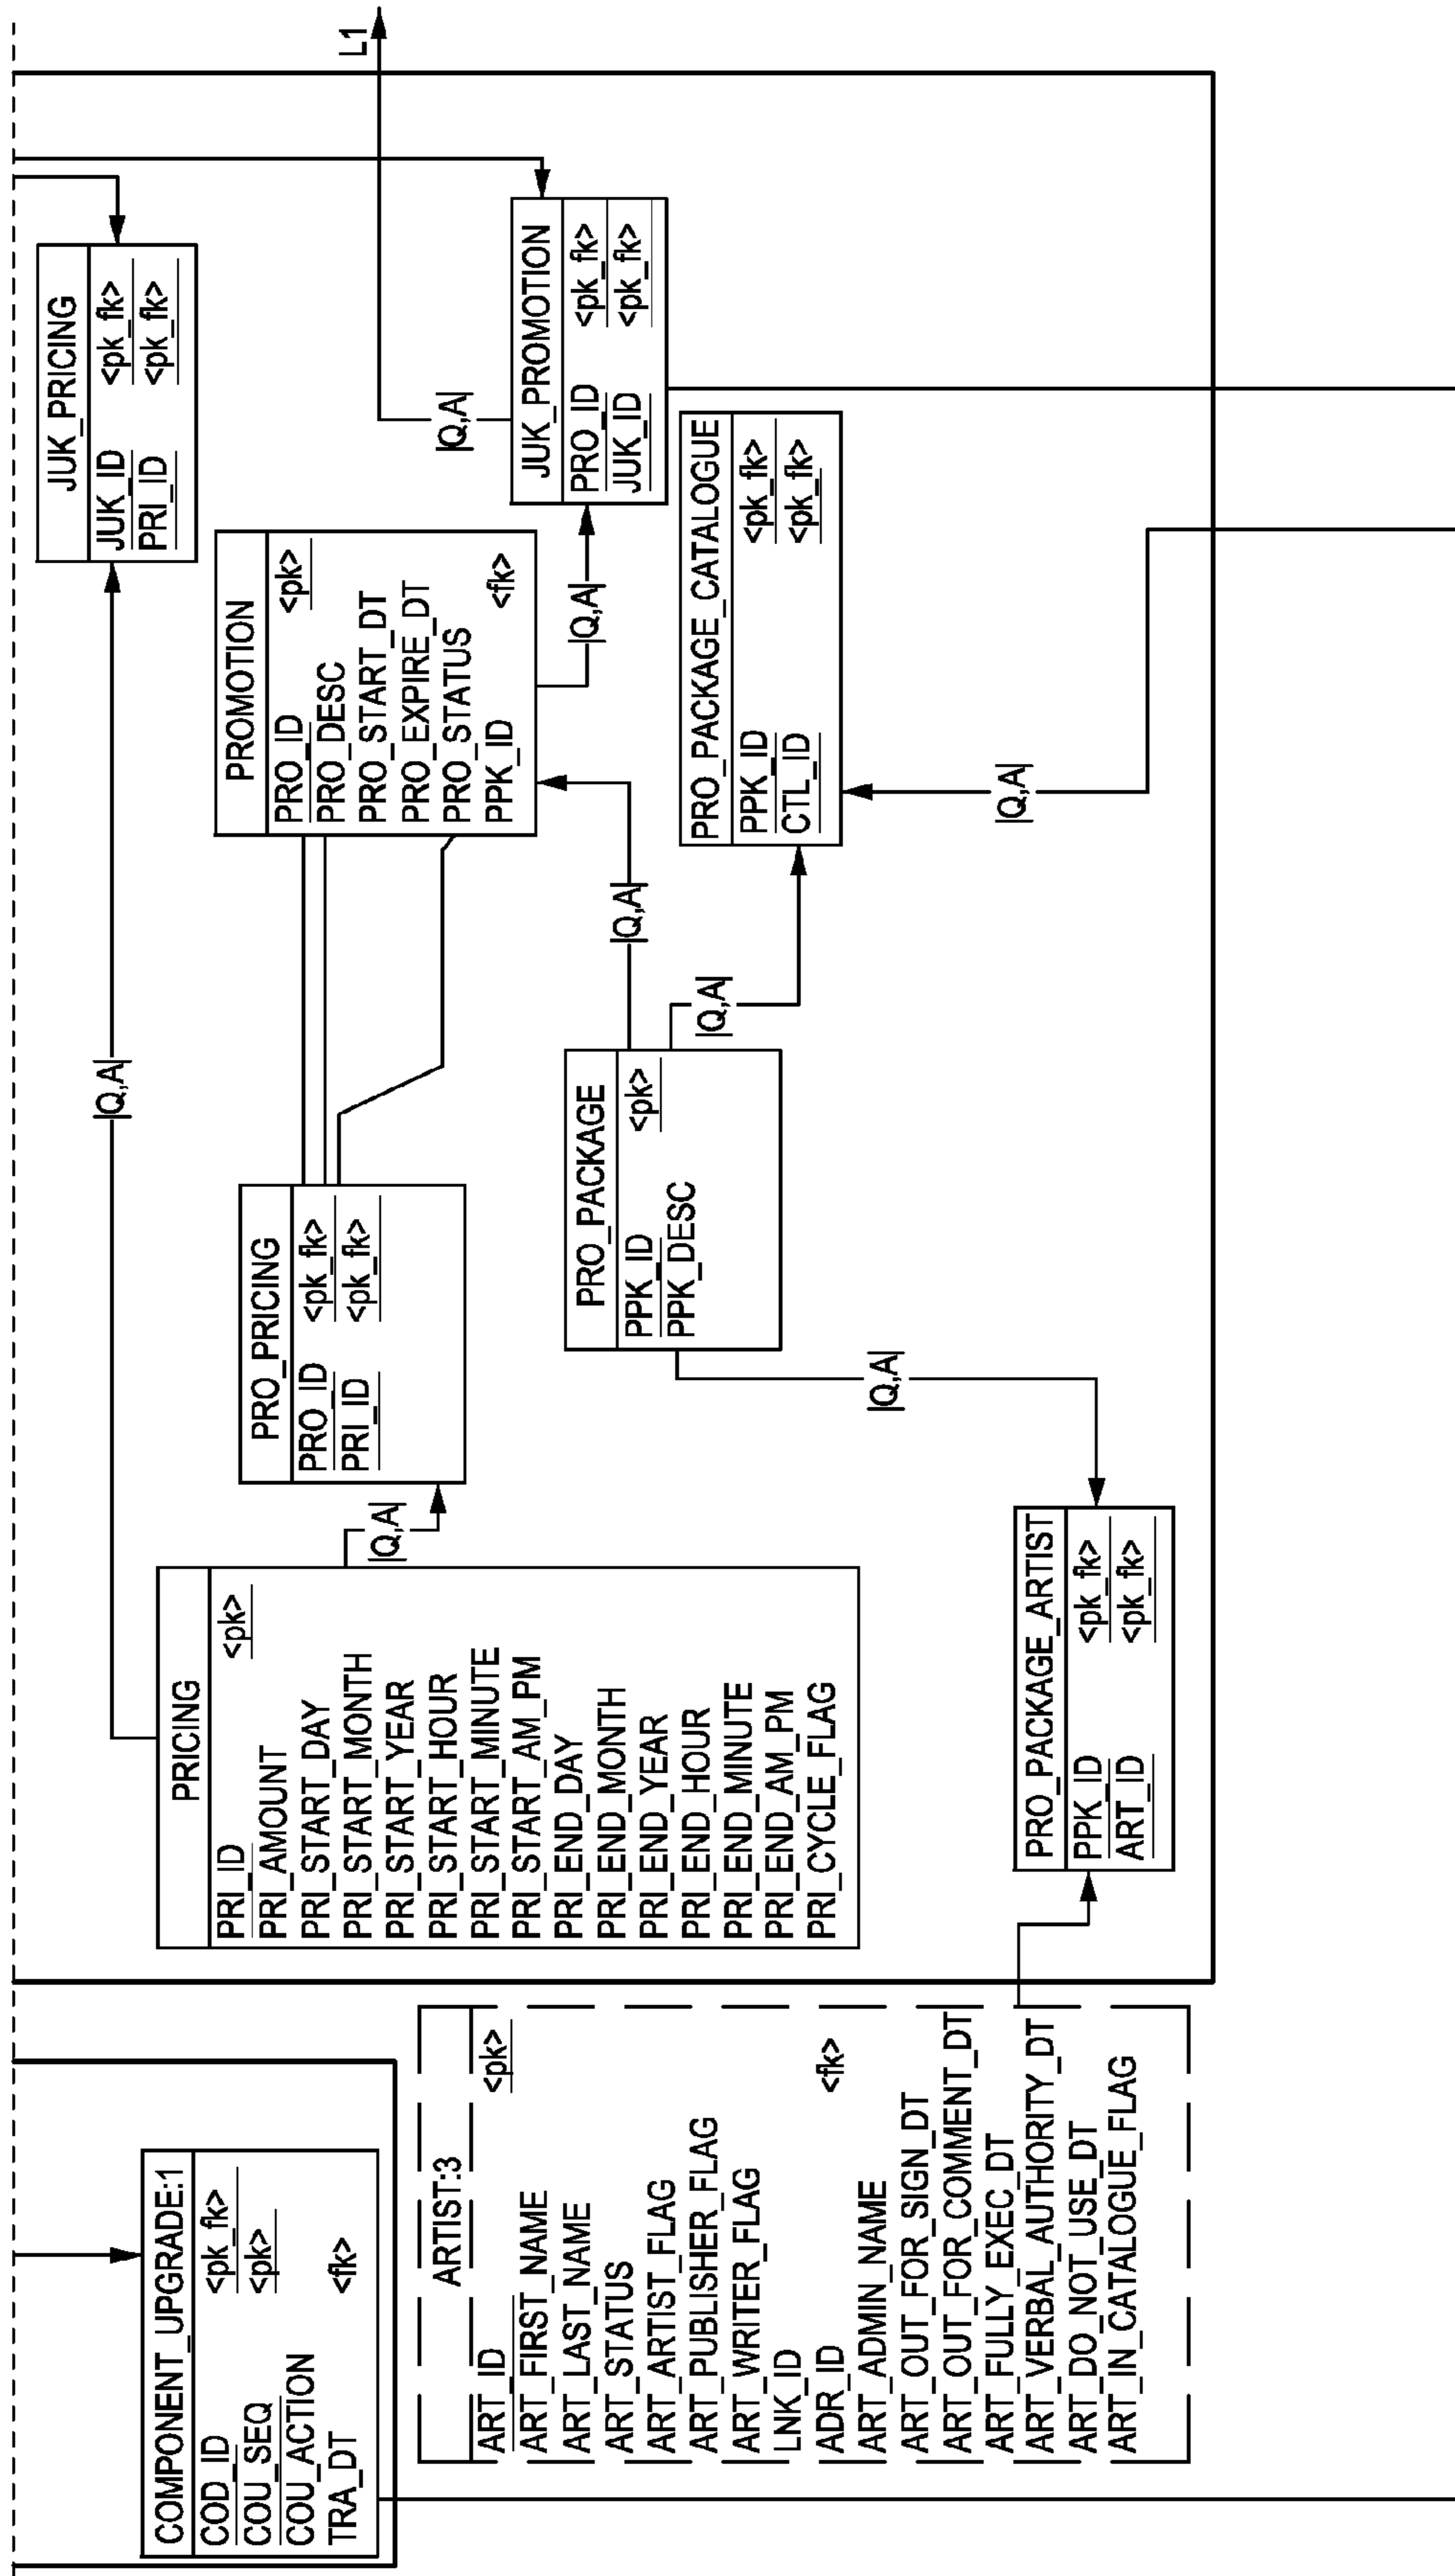 COMPONENT_UPGRADE:1
COD_ID <pk_fk>
COU_SEQ <pk>
COU_ACTION
TRA_DT <fk>
ARTIST:3
ART_ID <pk>
ART_FIRST_NAME
ART_LAST_NAME
ART_STATUS
ART_ARTIST_FLAG
ART_PUBLISHER_FLAG
ART_WRITER_FLAG
LNK_ID
ADR_ID <fk>
ART_ADMIN_NAME
ART_OUT_FOR_SIGN_DT
ART_OUT_FOR_COMMENT_DT
ART_FULLY_EXEC_DT
ART_VERBAL_AUTHORITY_DT
ART_DO_NOT_USE_DT
ART_IN_CATALOGUE_FLAG
PRICING
PRI_ID <pk>
PRI_AMOUNT
PRI_START_DAY
PRI_START_MONTH
PRI_START_YEAR
PRI_START_HOUR
PRI_START_MINUTE
PRI_START_AM_PM
PRI_END_DAY
PRI_END_MONTH
PRI_END_YEAR
PRI_END_HOUR
PRI_END_MINUTE
PRI_END_AM_PM
PRI_CYCLE_FLAG
|Q,A|
|Q,A|
PRO_PRICING
PRO_ID <pk_fk>
PRI_ID <pk_fk>
PRO_PACKAGE_ARTIST
PPK_ID <pk_fk>
ART_ID <pk_fk>
|Q,A|
PRO_PACKAGE
PPK_ID <pk>
PPK_DESC
|Q,A|
|Q,A|
PROMOTION
PRO_ID <pk>
PRO_DESC
PRO_START_DT
PRO_EXPIRE_DT
PRO_STATUS
PPK_ID <fk>
|Q,A|
PRO_PACKAGE_CATALOGUE
PPK_ID <pk_fk>
CTL_ID <pk_fk>
|Q,A|
JUK_PRICING
JUK_ID <pk_fk>
PRI_ID <pk_fk>
JUK_PROMOTION
PRO_ID <pk_fk>
JUK_ID <pk_fk>
|Q,A|
L1